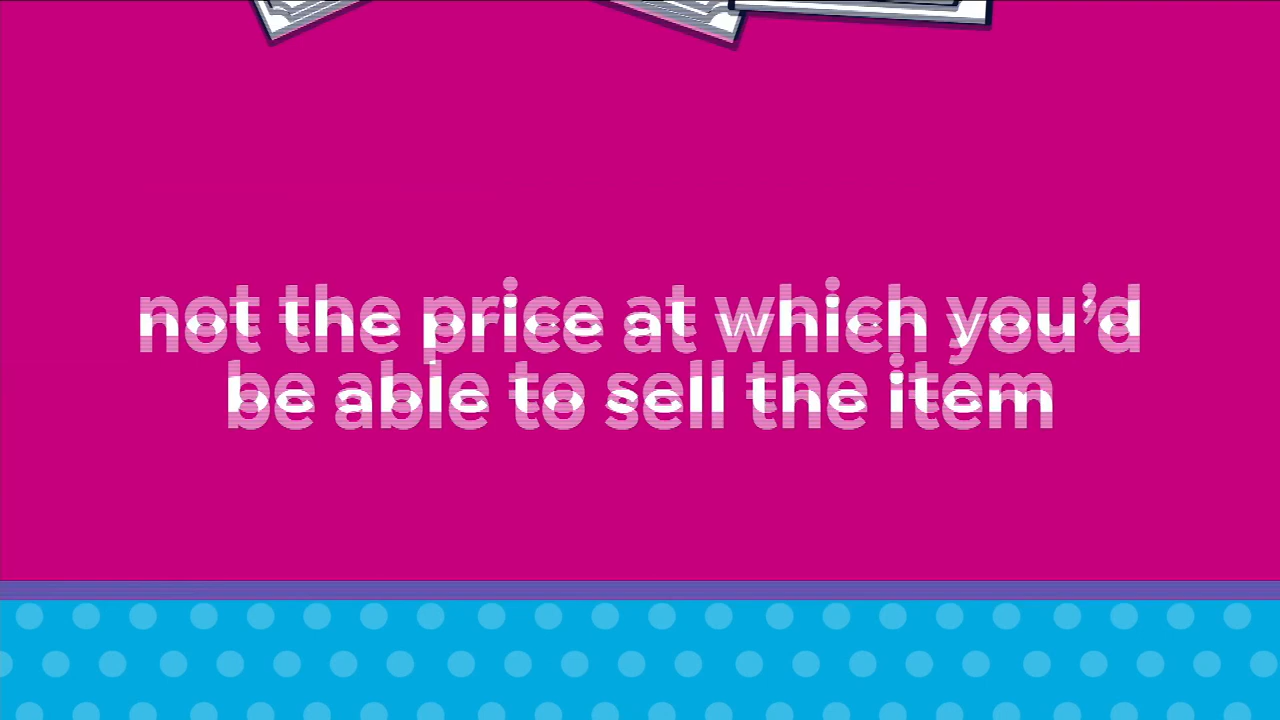 not the price at which you’d
be able to sell the item